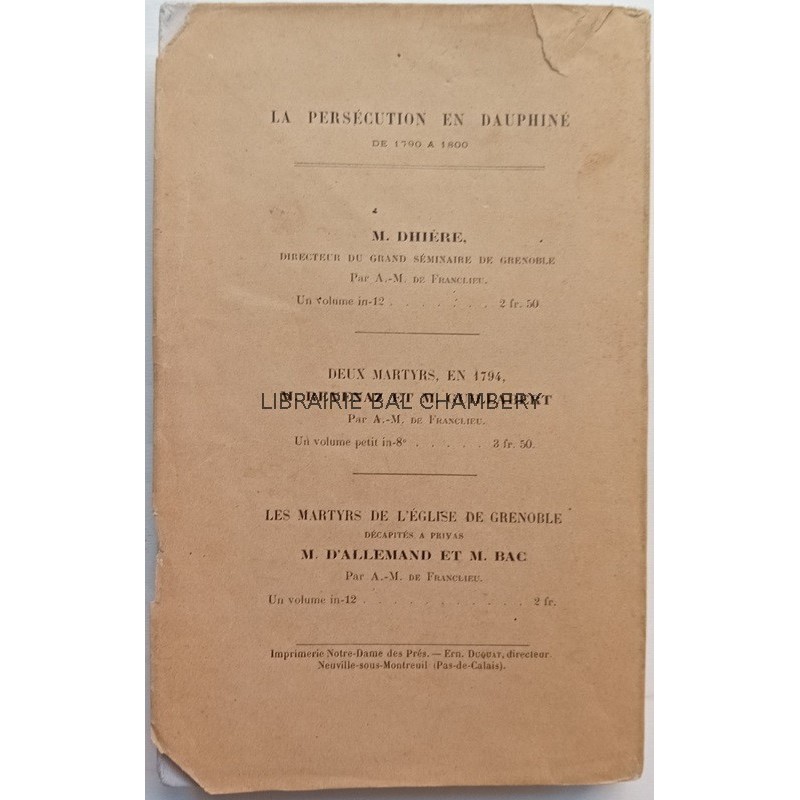 LA PERSÉCUTION EN DAUPHINÉ
DE 1790 A 1800
M. DHIÈRE,
DIRECTEUR DU GRAND SÉMINAIRE DE GRENOBLE
Par A.-M. DE FRANCLIEU.
Un volume in-12 . . . . . . . 2 fr. 50.
DEUX MARTYRS, EN 1794,
LIBRAIRIE BAL CHAMBERY
Par A.-M. DE FRANCLIEU.
Un volume petit in-8º . . . . . 3 fr. 50.
LES MARTYRS DE L'ÉGLISE DE GRENOBLE
DÉCAPITÉS A PRIVAS
M. D'ALLEMAND ET M. BAC
Par A.-M. DE FRANCLIEU.
Un volume in-12 . . . . . . . . . . . 2 fr.
Imprimerie Notre-Dame des Prés. — Ern. DUQUAT, directeur.
Neuville-sous-Montreuil (Pas-de-Calais).